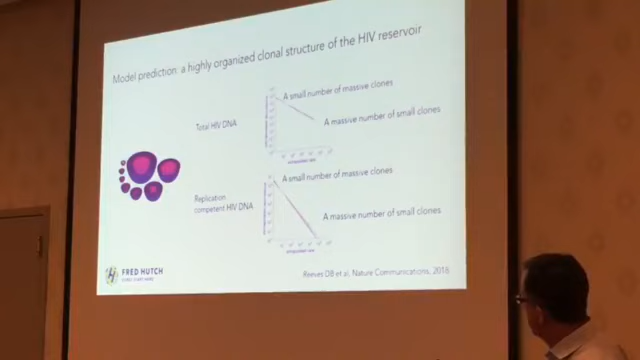 Model prediction: a highly organized clonal structure of the HIV reservoir
A small number of massive clones
Total HIV DNA
A massive number of small clones
A small number of massive clones
Replication
competent HIV DNA
A massive number of small clones
FRED HUTCH
Reeves DB et al. Nature Communications, 2018